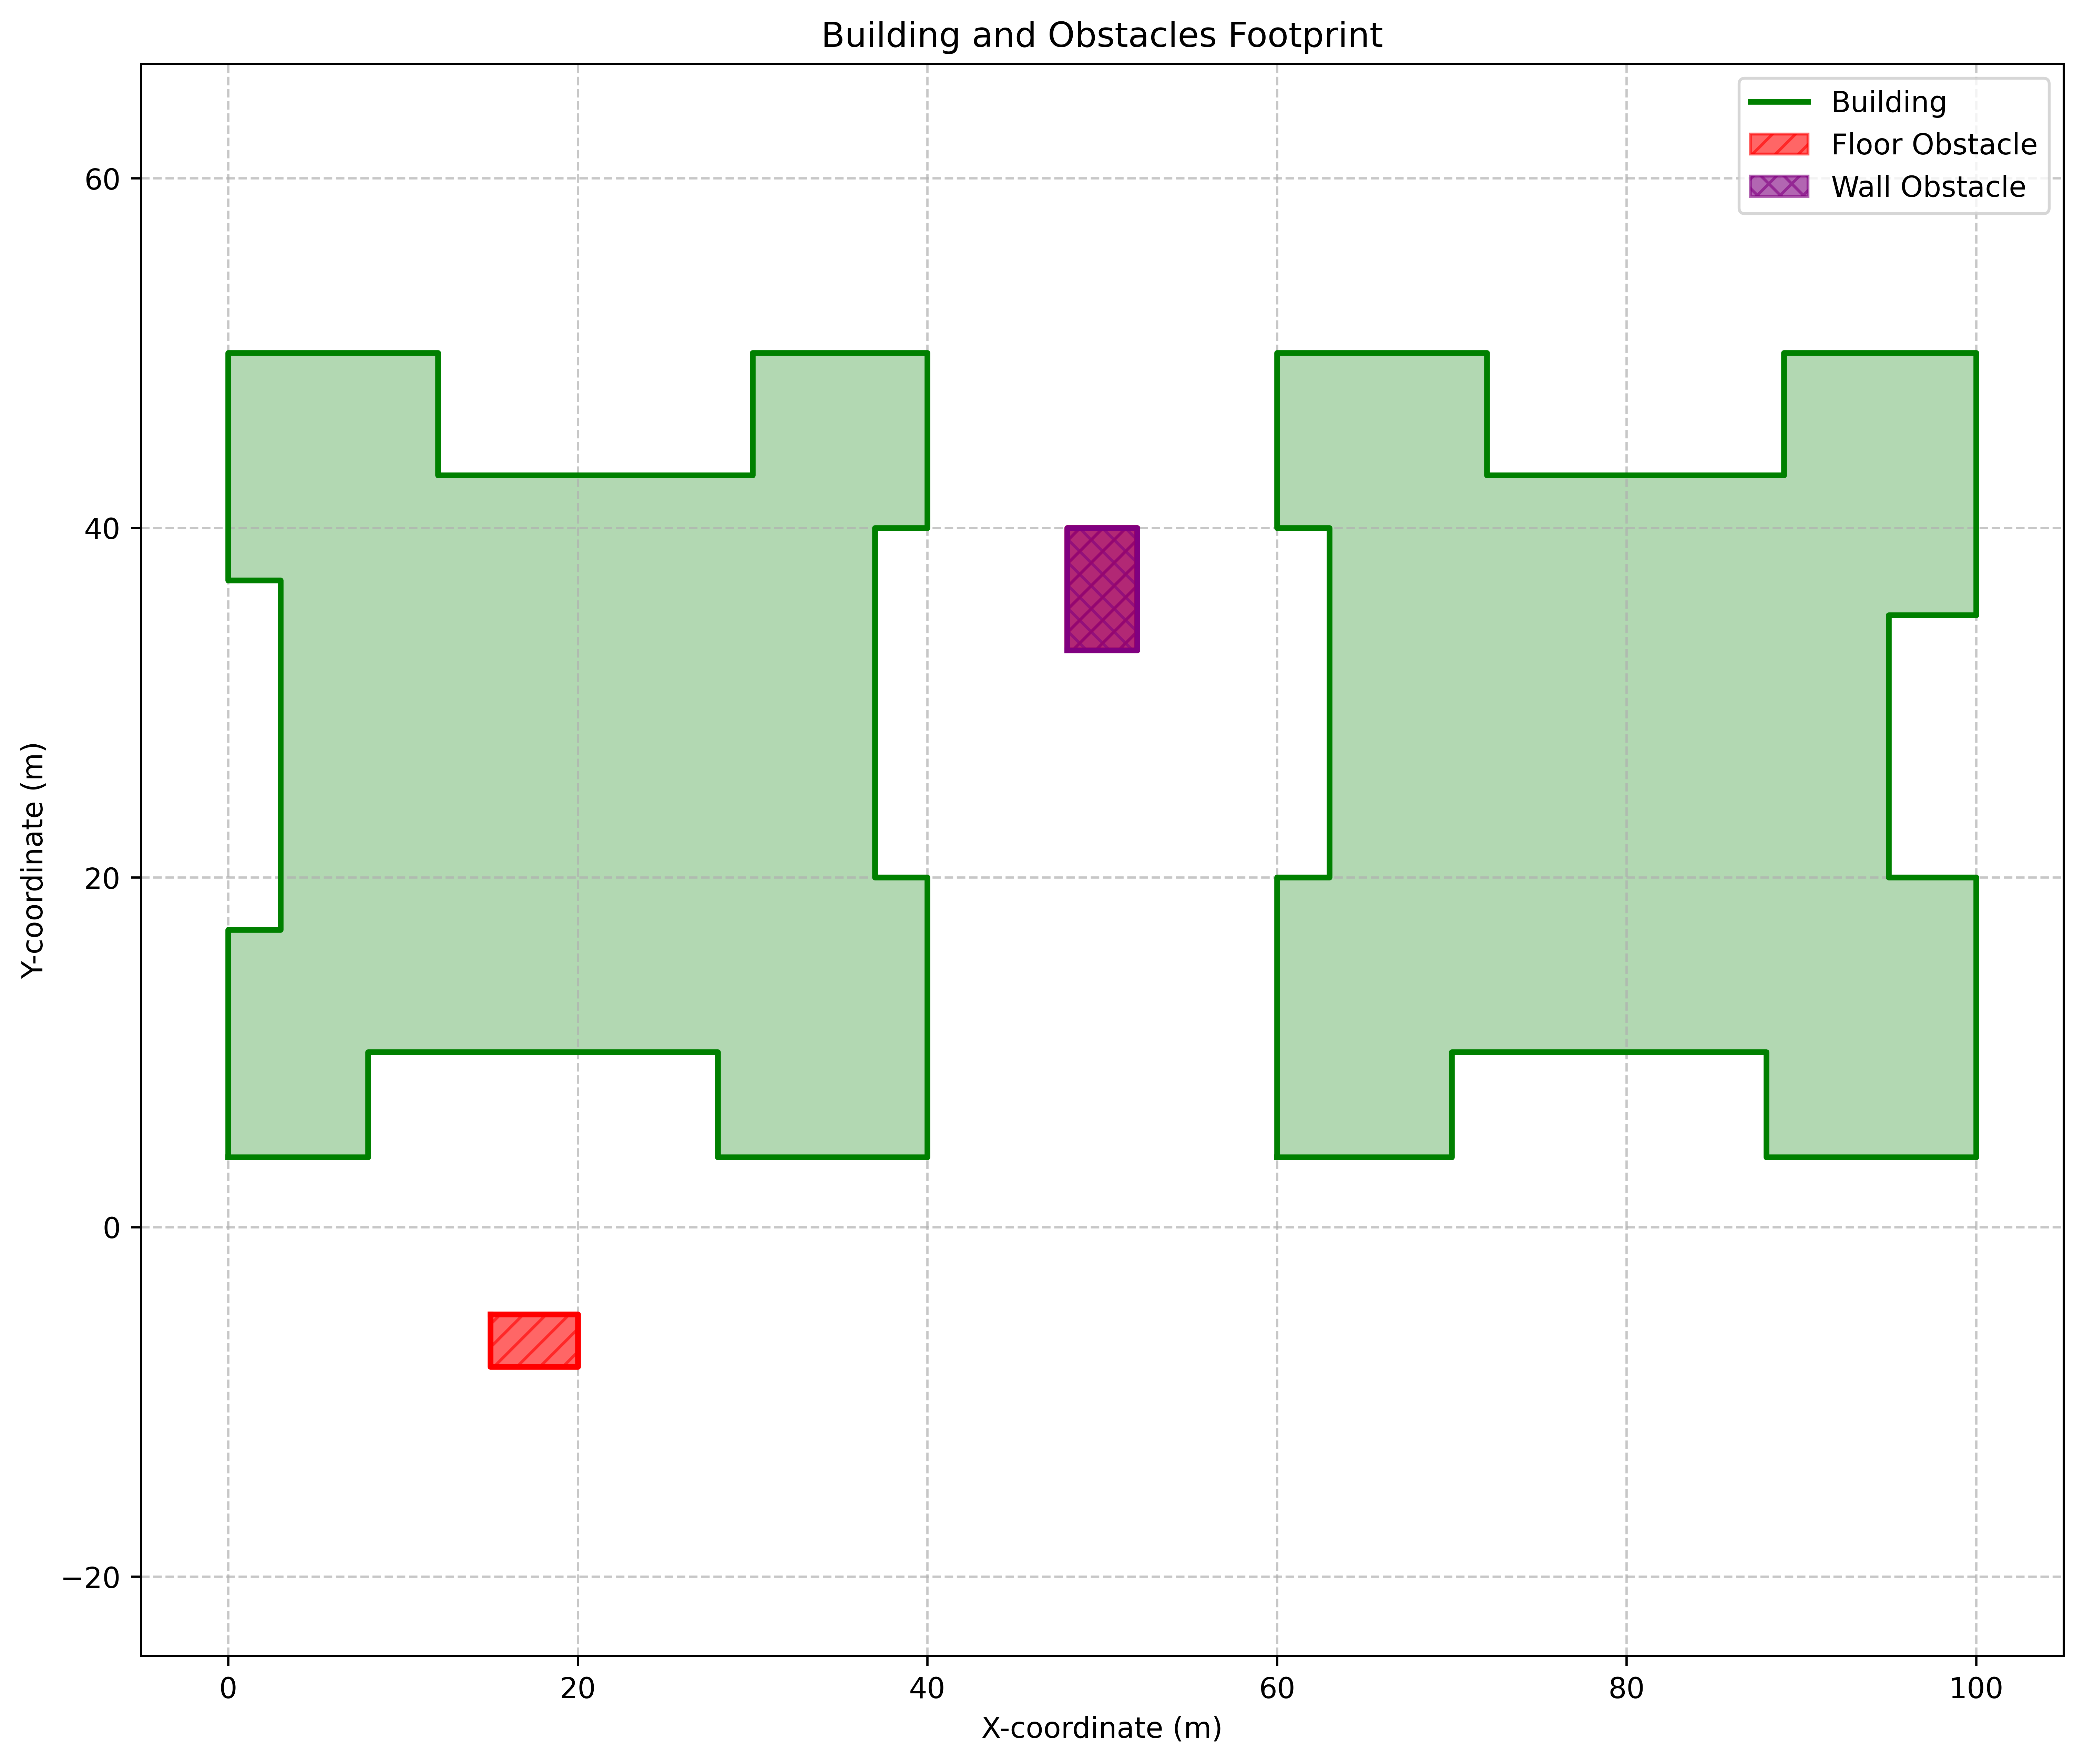 Building and Obstacles Footprint
Building
Floor Obstacle
Wall Obstacle
60
40
20
0
−20
Y-coordinate (m)
0 20 40 60 80 100
X-coordinate (m)